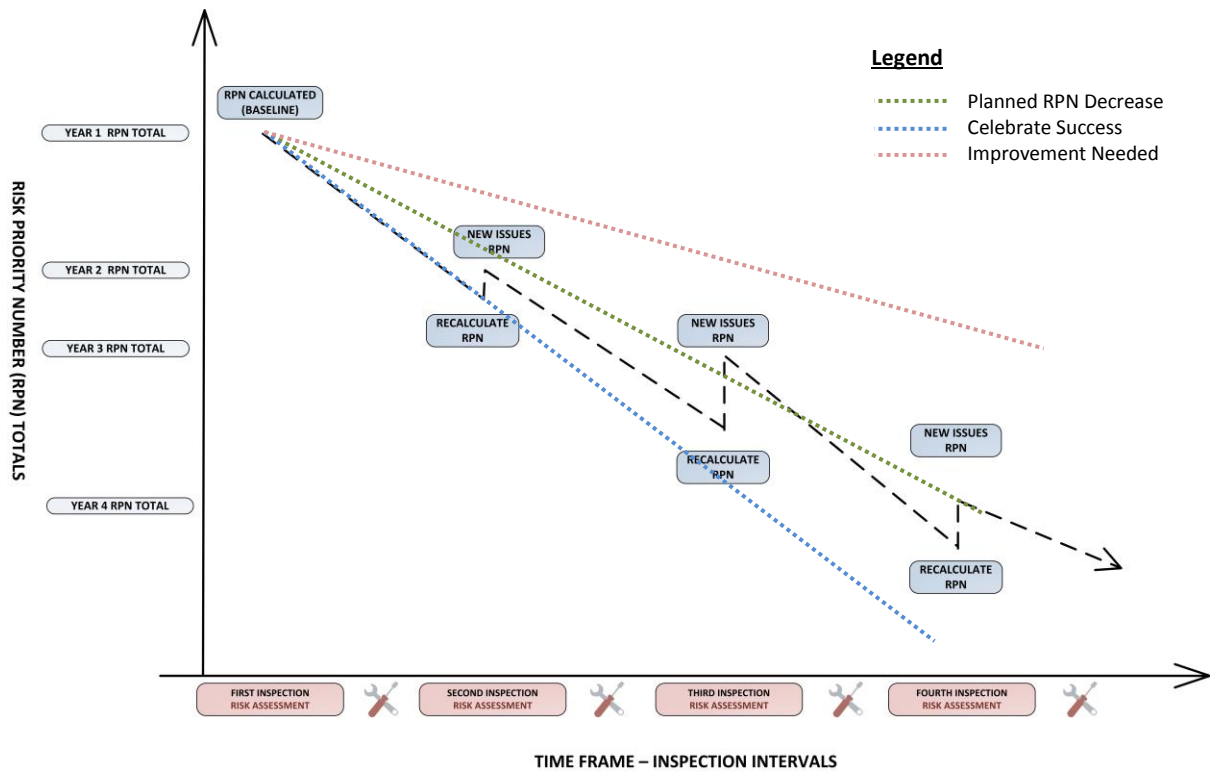 Legend
Planned RPN Decrease
Celebrate Success
Improvement Needed
RISK PRIORITY NUMBER (RPN) TOTALS
YEAR 1 RPN TOTAL
YEAR 2 RPN TOTAL
YEAR 3 RPN TOTAL
YEAR 4 RPN TOTAL
RPN CALCULATED
(BASELINE)
NEW ISSUES
RPN
RECALCULATE
RPN
NEW ISSUES
RPN
RECALCULATE
RPN
NEW ISSUES
RPN
RECALCULATE
RPN
FIRST INSPECTION
RISK ASSESSMENT
SECOND INSPECTION
RISK ASSESSMENT
THIRD INSPECTION
RISK ASSESSMENT
FOURTH INSPECTION
RISK ASSESSMENT
TIME FRAME – INSPECTION INTERVALS